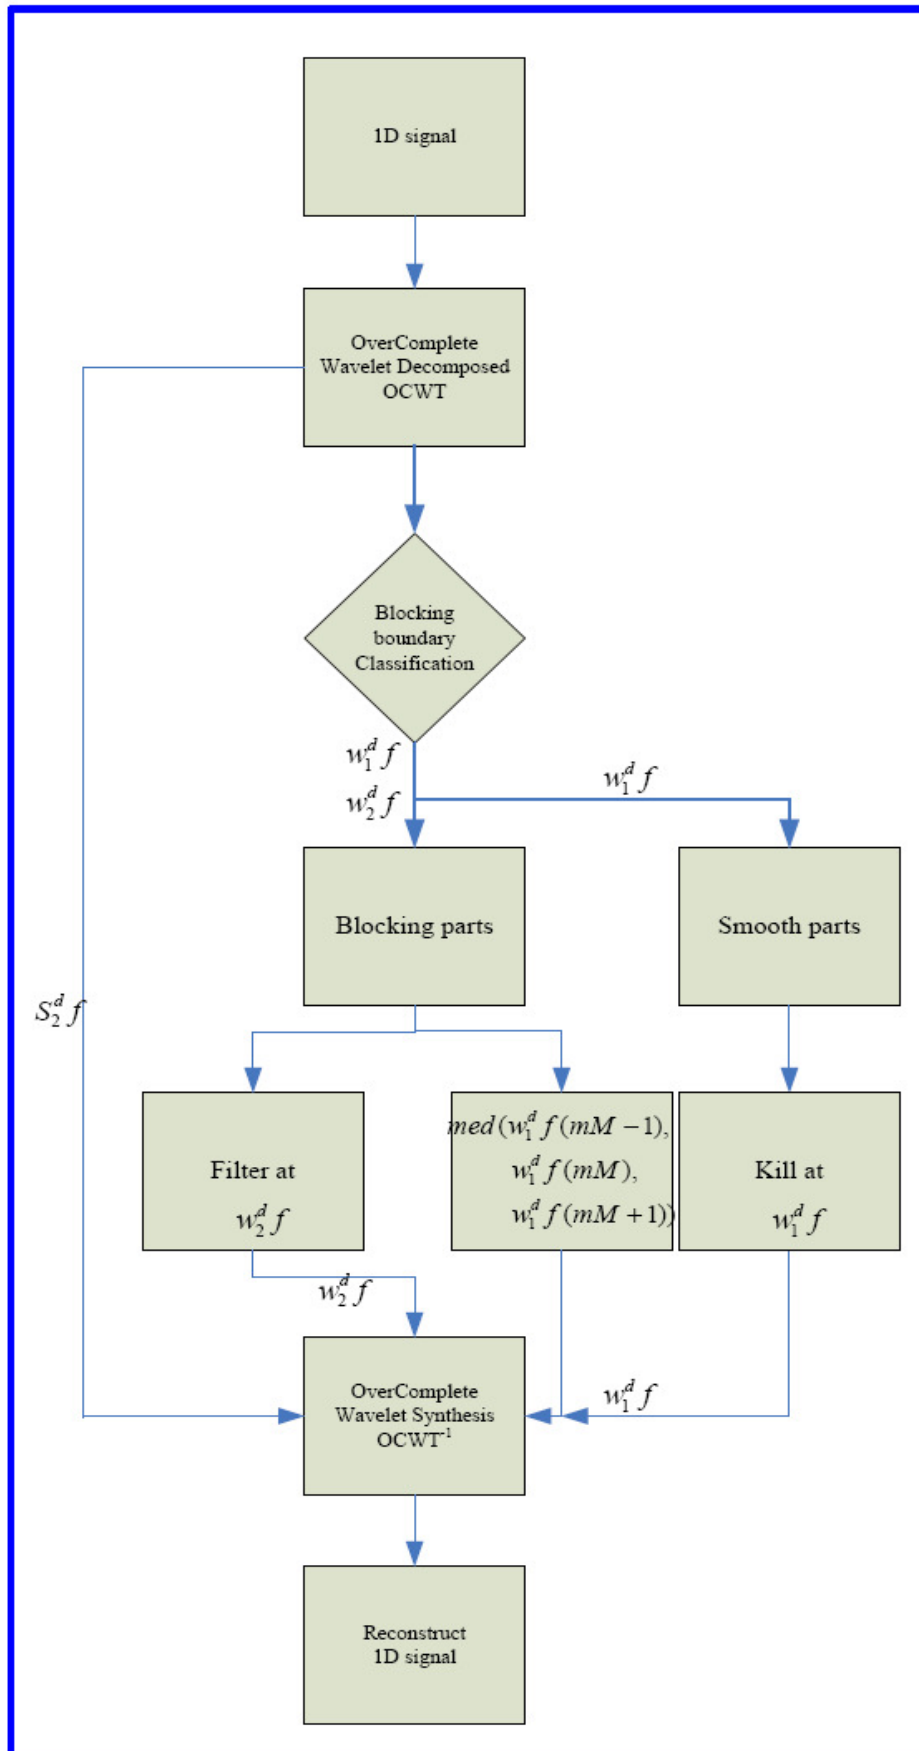 1D signal
OverComplete
Wavelet Decomposed
OCWT
Blocking
boundary
Classification
$w_1^d f$
$w_2^d f$
$w_1^d f$
Blocking parts
Smooth parts
$S_2^d f$
Filter at
$w_2^d f$
$med(w_1^d f(mM-1),$
$w_1^d f(mM),$
$w_1^d f(mM+1))$
Kill at
$w_1^d f$
$w_2^d f$
OverComplete
Wavelet Synthesis
OCWT$^{-1}$
$w_1^d f$
Reconstruct
1D signal